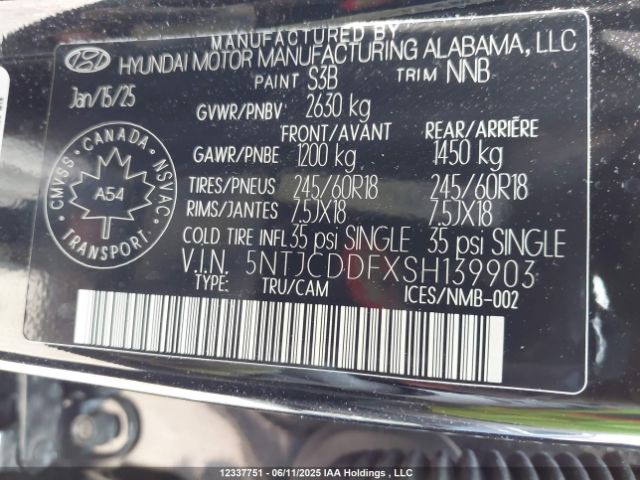 MANUFACTURED BY
HYUNDAI MOTOR MANUFACTURING ALABAMA, LLC
Jan/15/25
PAINT S3B TRIM NNB
GVWR/PNBV 2630 kg
FRONT/AVANT REAR/ARRIÈRE
GAWR/PNBE 1200 kg 1450 kg
TIRES/PNEUS 245/60R18 245/60R18
RIMS/JANTES 7.5JX18 7.5JX18
COLD TIRE INFL 35 psi SINGLE 35 psi SINGLE
V.I.N. 5NTJCDDFXSH139903
TYPE: TRU/CAM ICES/NMB-002
CMVSS • CANADA • NSVAC
A54
TRANSPORT
12337751 - 06/11/2025 IAA Holdings , LLC